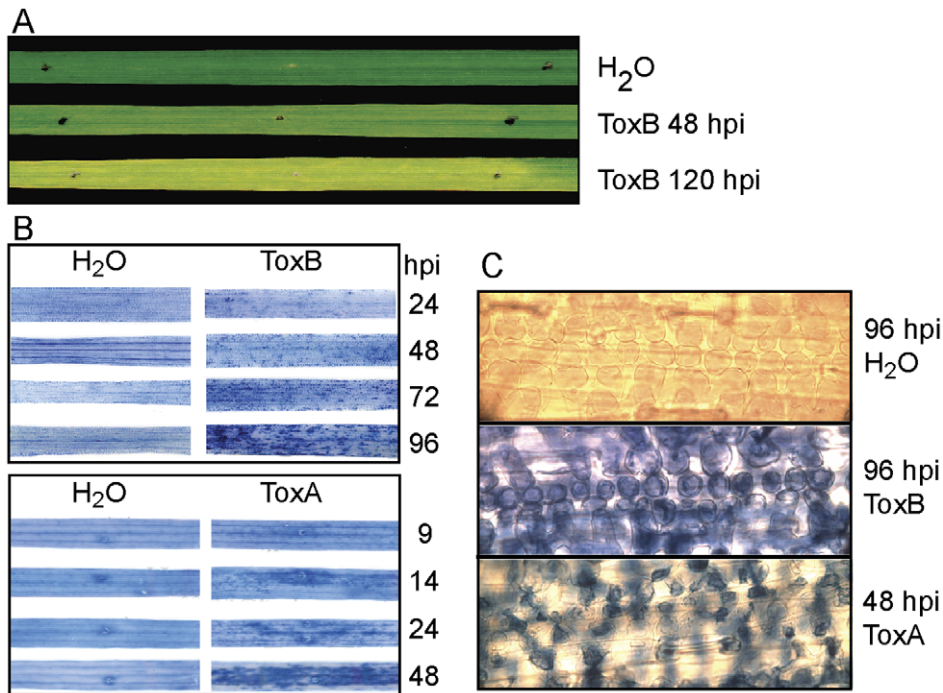 A
H2O
ToxB 48 hpi
ToxB 120 hpi
B
H2O ToxB hpi
24
48
72
96
H2O ToxA
9
14
24
48
C
96 hpi
H2O
96 hpi
ToxB
48 hpi
ToxA